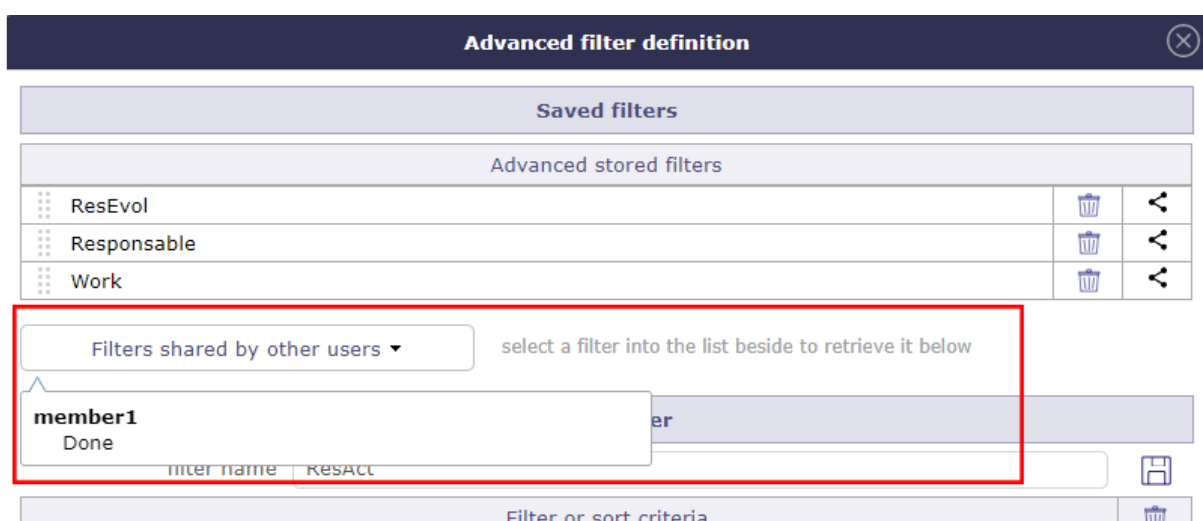 Advanced filter definition
Saved filters
Advanced stored filters
ResEvol
Responsable
Work
Filters shared by other users
select a filter into the list beside to retrieve it below
member1
Done
er
filter name ResAct
Filter or sort criteria